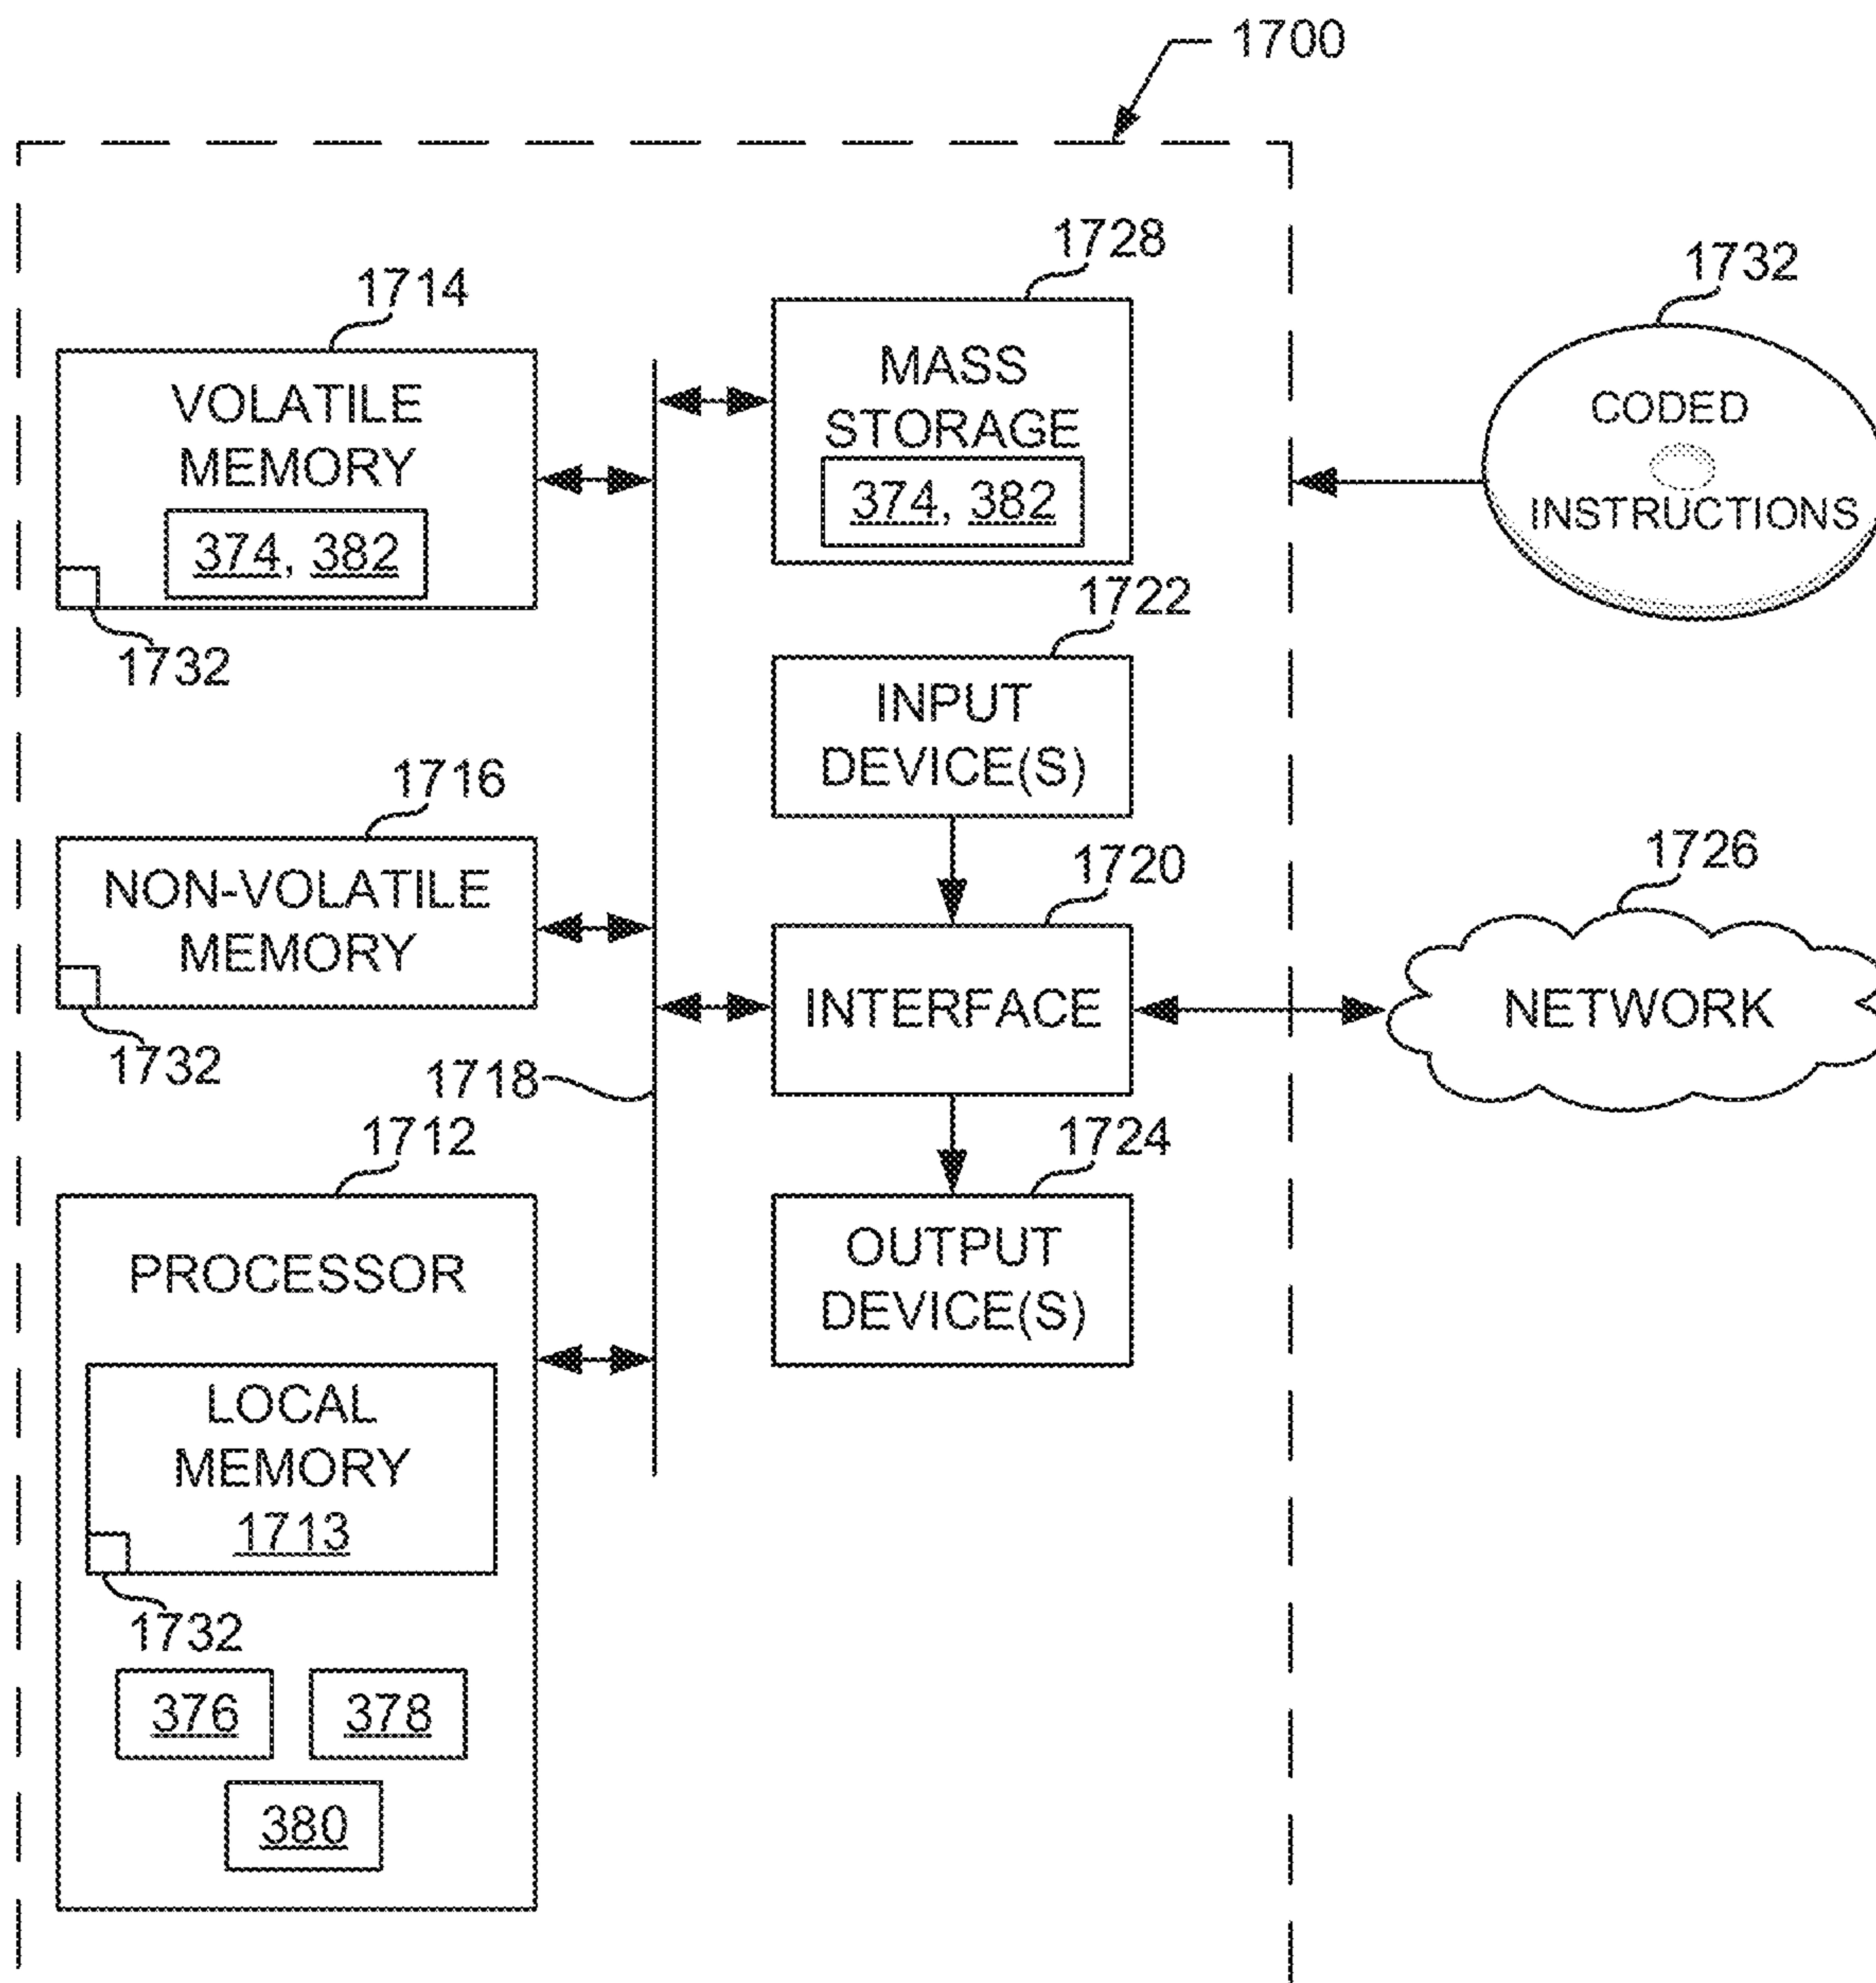 1700
1714
VOLATILE
MEMORY
374, 382
1732
1728
MASS
STORAGE
374, 382
1732
CODED
INSTRUCTIONS
1722
INPUT
DEVICE(S)
1716
NON-VOLATILE
MEMORY
1732
1718
1720
INTERFACE
1726
NETWORK
1712
PROCESSOR
LOCAL
MEMORY
1713
1732
376
378
380
1724
OUTPUT
DEVICE(S)